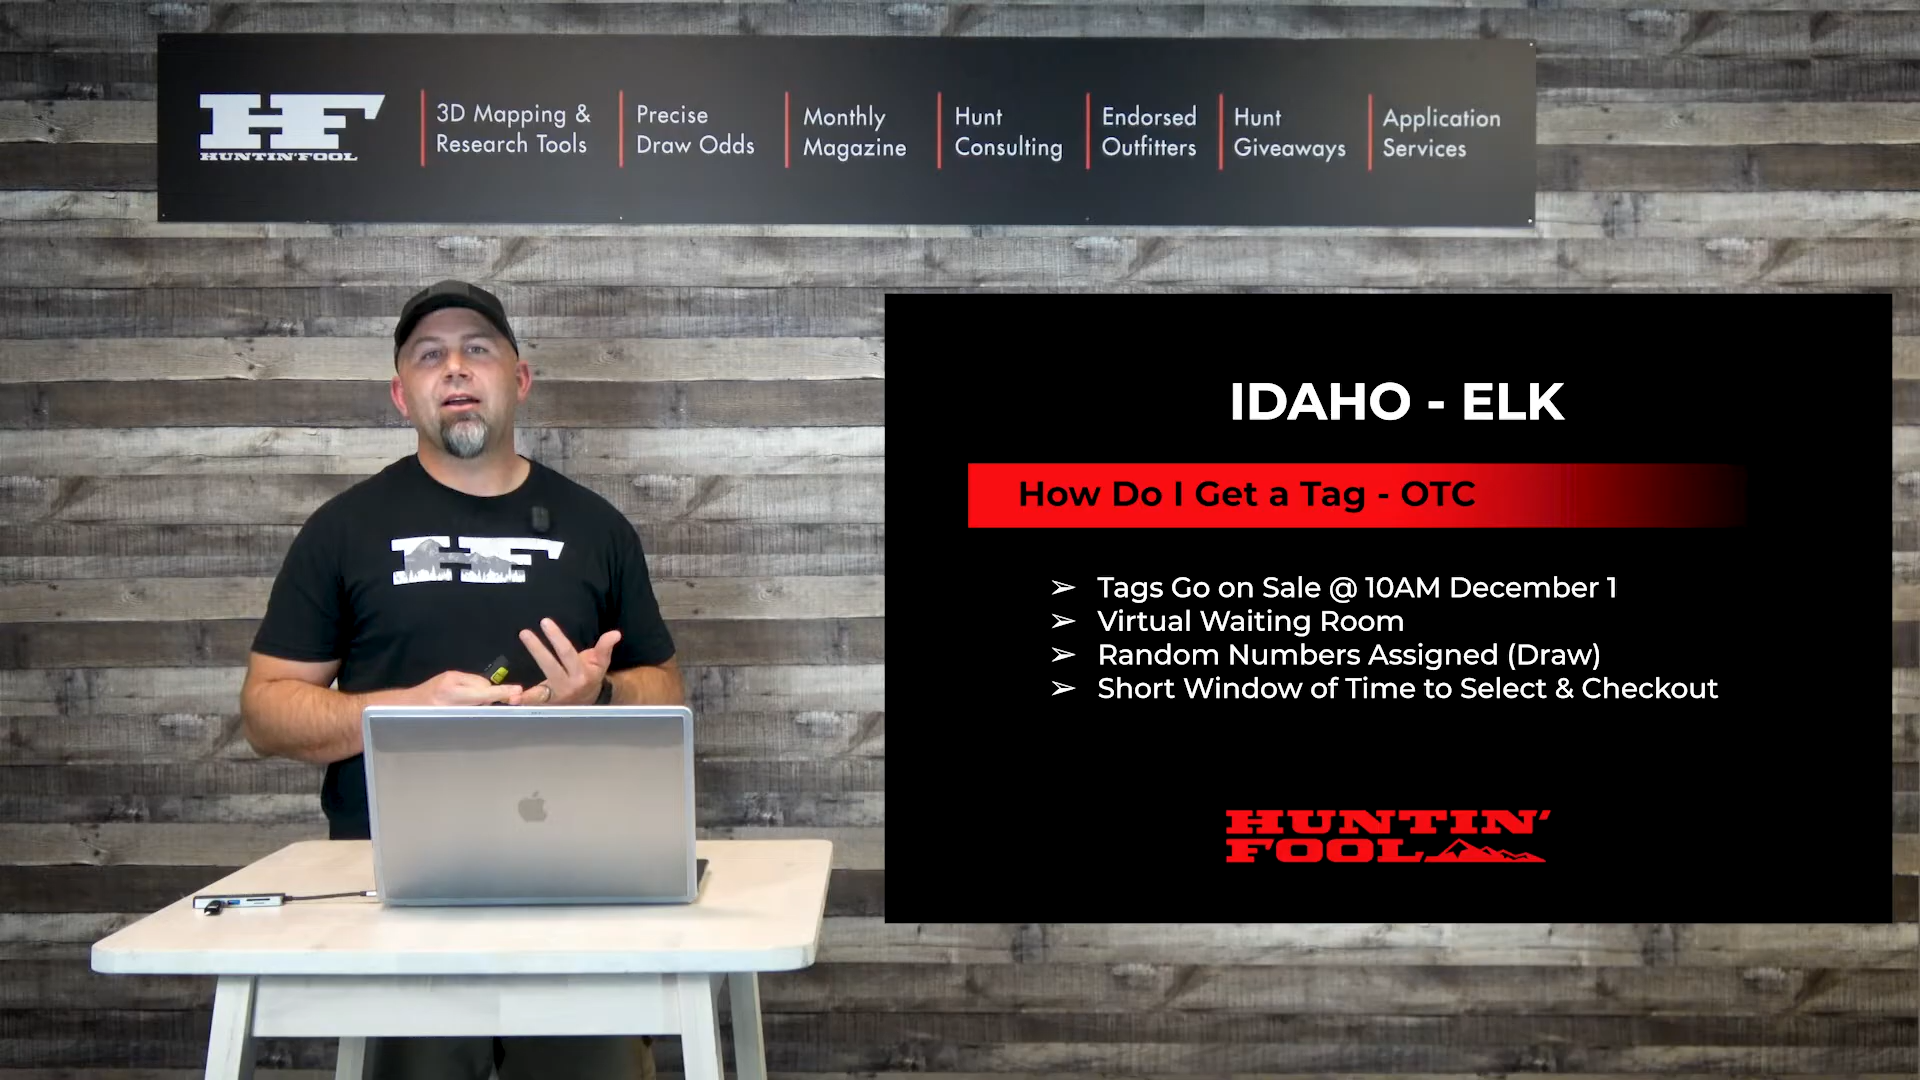 HF
HUNTIN'FOOL
3D Mapping &
Research Tools
Precise
Draw Odds
Monthly
Magazine
Hunt
Consulting
Endorsed
Outfitters
Hunt
Giveaways
Application
Services
HF
IDAHO - ELK
How Do I Get a Tag - OTC
➢ Tags Go on Sale @ 10AM December 1
➢ Virtual Waiting Room
➢ Random Numbers Assigned (Draw)
➢ Short Window of Time to Select & Checkout
HUNTIN'
FOOL